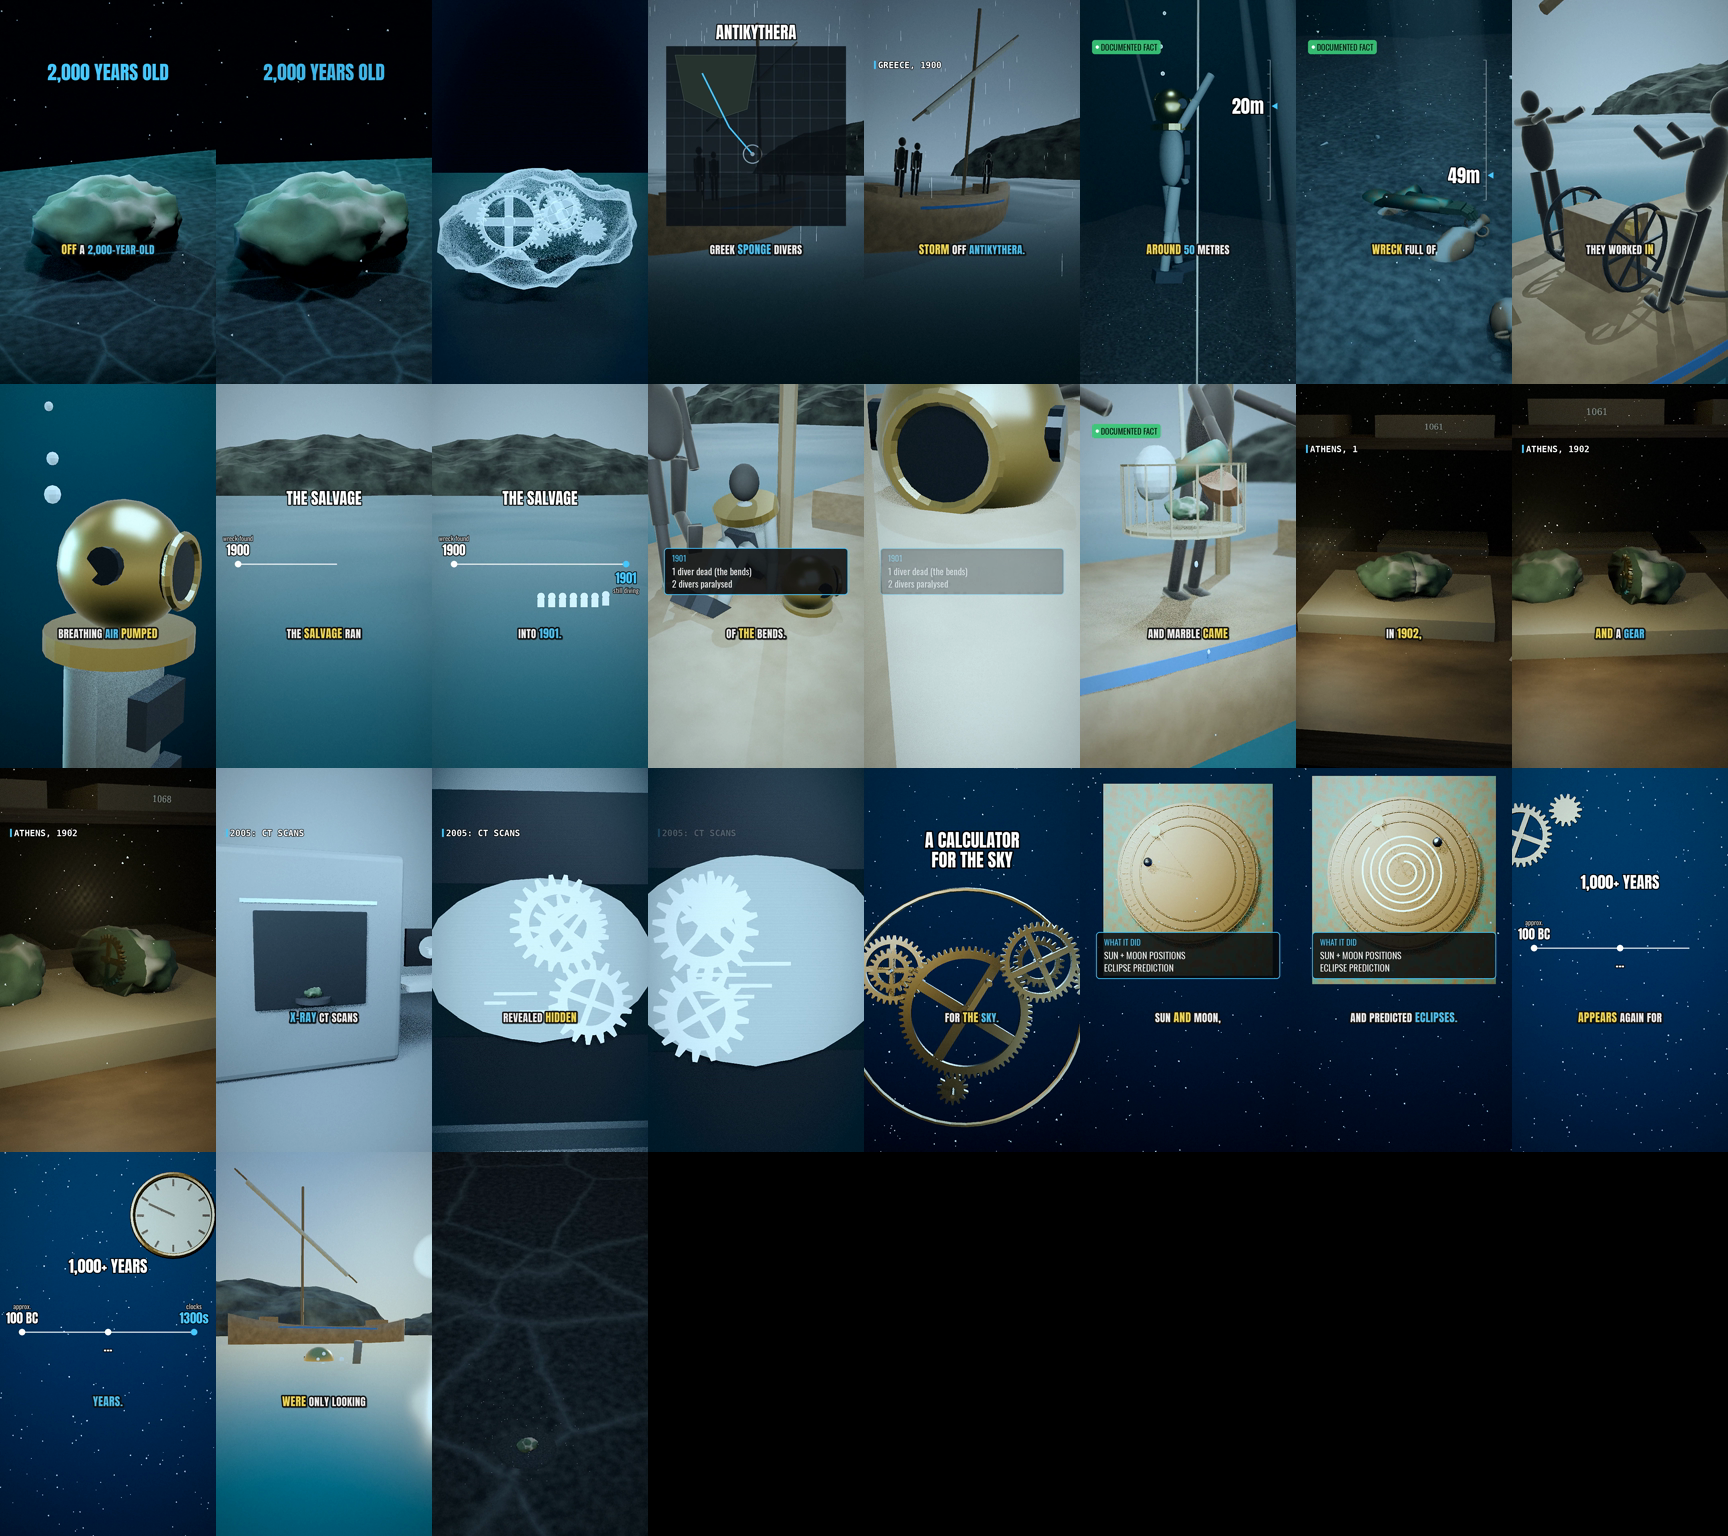 2,000 YEARS OLD
OFF A 2,000-YEAR-OLD
2,000 YEARS OLD
ANTIKYTHERA
GREEK SPONGE DIVERS
GREECE, 1900
STORM OFF ANTIKYTHERA.
DOCUMENTED FACT
20m
AROUND 50 METRES
DOCUMENTED FACT
49m
WRECK FULL OF
THEY WORKED IN
BREATHING AIR PUMPED
THE SALVAGE
wreck found
1900
THE SALVAGE RAN
THE SALVAGE
wreck found
1900
1901
still diving
INTO 1901.
1901
1 diver dead (the bends)
2 divers paralysed
OF THE BENDS.
1901
1 diver dead (the bends)
2 divers paralysed
DOCUMENTED FACT
AND MARBLE CAME
1061
ATHENS, 1
IN 1902,
1061
ATHENS, 1902
AND A GEAR
1068
ATHENS, 1902
2005: CT SCANS
X-RAY CT SCANS
2005: CT SCANS
REVEALED HIDDEN
2005: CT SCANS
A CALCULATOR
FOR THE SKY
FOR THE SKY.
WHAT IT DID
SUN + MOON POSITIONS
ECLIPSE PREDICTION
SUN AND MOON,
WHAT IT DID
SUN + MOON POSITIONS
ECLIPSE PREDICTION
AND PREDICTED ECLIPSES.
1,000+ YEARS
approx.
100 BC
...
APPEARS AGAIN FOR
1,000+ YEARS
approx.
100 BC
clocks
1300s
...
YEARS.
WERE ONLY LOOKING